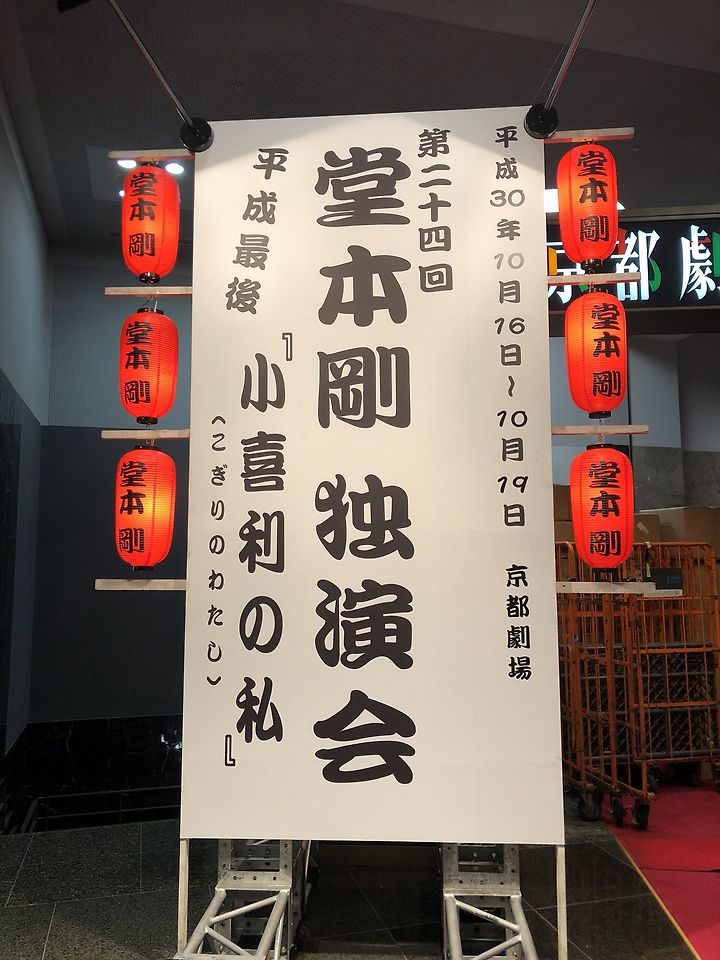 平成30年10月16日～10月19日 京都劇場
第二十四回
堂本剛 独演会
平成最後『小喜利の私』
（こぎりのわたし）
堂本剛
堂本剛
堂本剛
堂本剛
堂本剛
堂本剛
京都劇